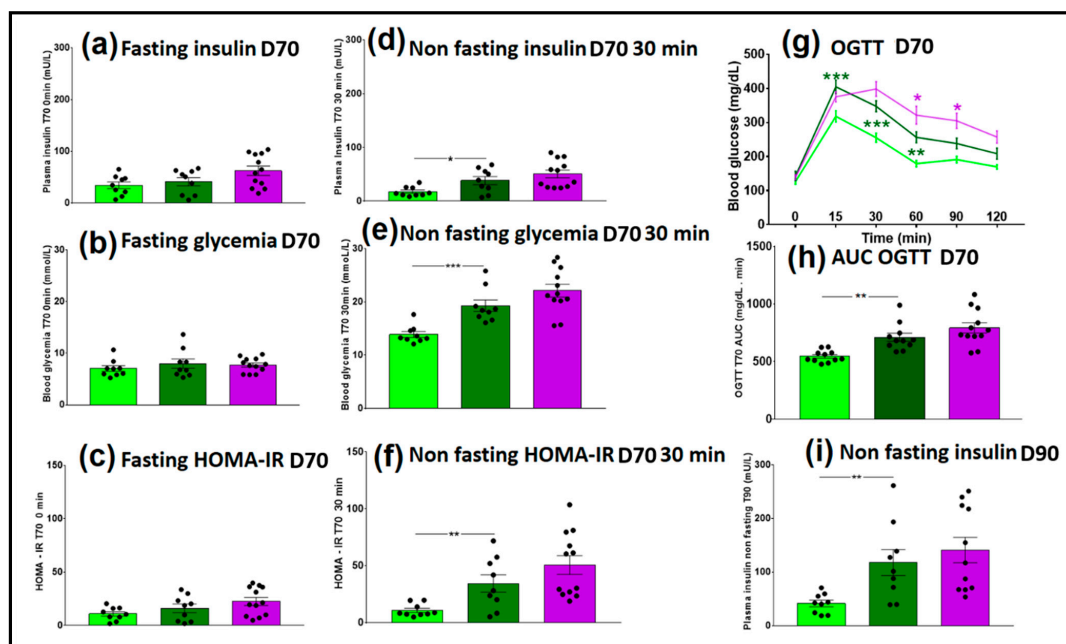 (a) Fasting insulin D70
Plasma insulin T70 0min (mU/L)
300
200
100
0
(d) Non fasting insulin D70 30 min
Plasma Insulin T70 30 min (mU/L)
300
200
100
0
*
(g) OGTT D70
Blood glucose (mg/dL)
500
400
300
200
100
***
***
**
*
*
0 15 30 60 90 120
Time (min)
(b) Fasting glycemia D70
Blood glycemia T70 0min (mmol/L)
30
20
10
0
(e) Non fasting glycemia D70 30 min
Blood glycemia T70 30min (mmoL/L)
30
20
10
0
***
(h) AUC OGTT D70
OGTT T70 AUC (mg/dL . min)
1500
1000
500
0
**
(c) Fasting HOMA-IR D70
HOMA - IR T70 0 min
150
100
50
0
(f) Non fasting HOMA-IR D70 30 min
HOMA - IR T70 30 min
150
100
50
0
**
(i) Non fasting insulin D90
Plasma insulin non fasting T90 (mU/L)
300
200
100
0
**